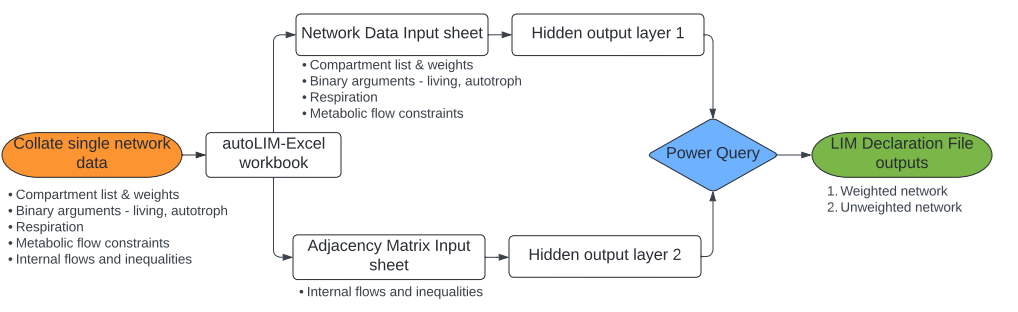 Network Data Input sheet
Hidden output layer 1
• Compartment list & weights
• Binary arguments - living, autotroph
• Respiration
• Metabolic flow constraints
Collate single network
data
autoLIM-Excel
workbook
Power Query
LIM Declaration File
outputs
• Compartment list & weights
• Binary arguments - living, autotroph
• Respiration
• Metabolic flow constraints
• Internal flows and inequalities
1. Weighted network
2. Unweighted network
Adjacency Matrix Input
sheet
Hidden output layer 2
• Internal flows and inequalities